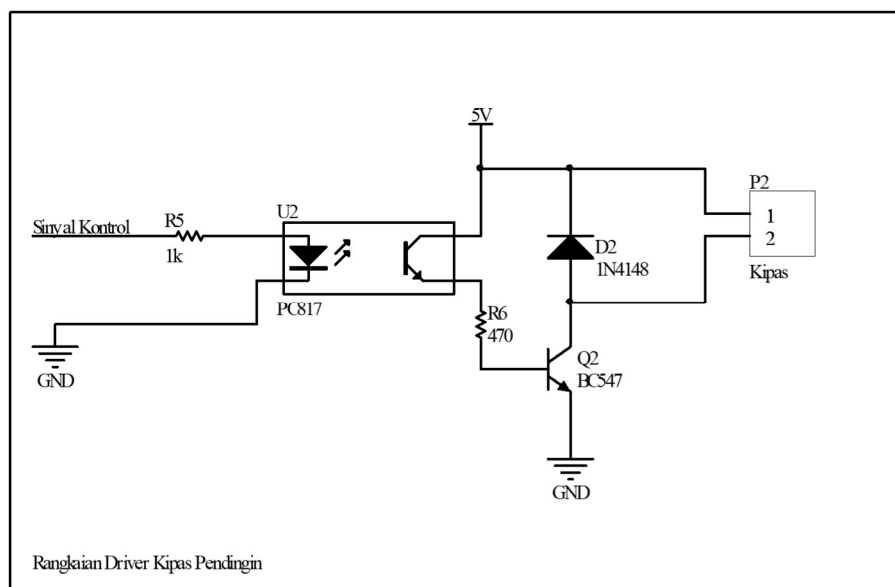 5V
P2
1
2
Kipas
Sinyal Kontrol
R5
1k
U2
PC817
D2
1N4148
R6
470
Q2
BC547
GND
GND
Rangkaian Driver Kipas Pendingin